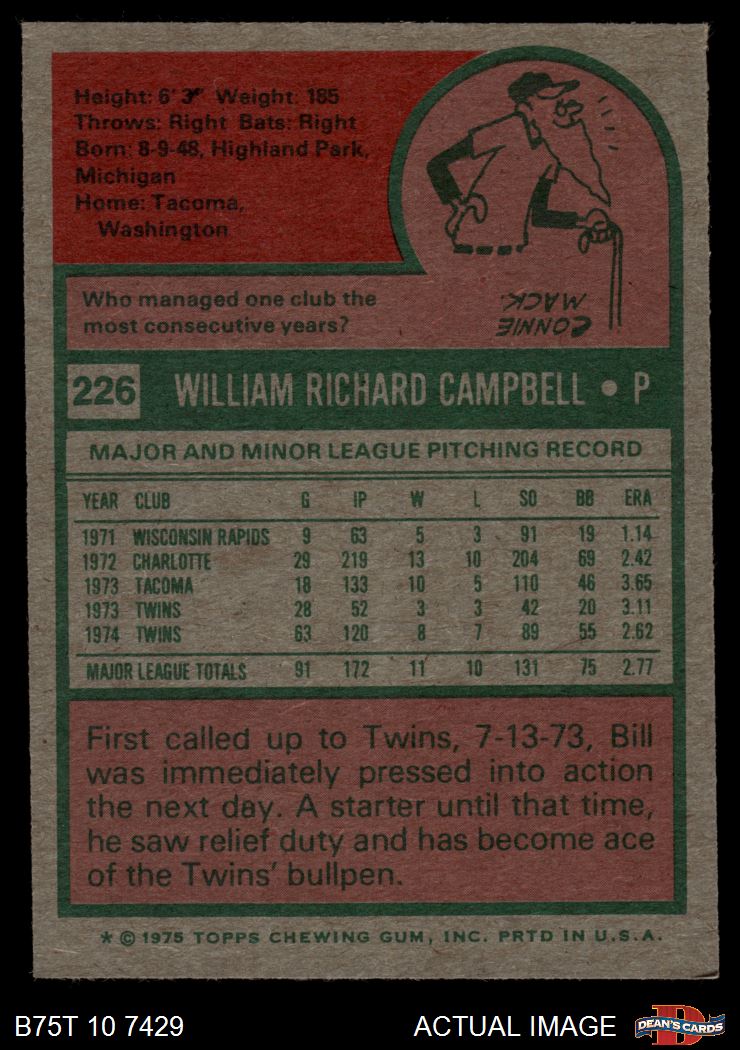 Height: 6' 3" Weight: 185
Throws: Right Bats: Right
Born: 8-9-48, Highland Park,
Michigan
Home: Tacoma,
Washington
Who managed one club the
most consecutive years?
CONNIE
MACK.
226 WILLIAM RICHARD CAMPBELL • P
MAJOR AND MINOR LEAGUE PITCHING RECORD
YEAR CLUB G IP W L SO BB ERA
1971 WISCONSIN RAPIDS 9 63 5 3 91 19 1.14
1972 CHARLOTTE 29 219 13 10 204 69 2.42
1973 TACOMA 18 133 10 5 110 46 3.65
1973 TWINS 28 52 3 3 42 20 3.11
1974 TWINS 63 120 8 7 89 55 2.62
MAJOR LEAGUE TOTALS 91 172 11 10 131 75 2.77
First called up to Twins, 7-13-73, Bill
was immediately pressed into action
the next day. A starter until that time,
he saw relief duty and has become ace
of the Twins' bullpen.
* © 1975 TOPPS CHEWING GUM, INC. PRTD IN U.S.A.
B75T 10 7429 ACTUAL IMAGE DEAN'S CARDS